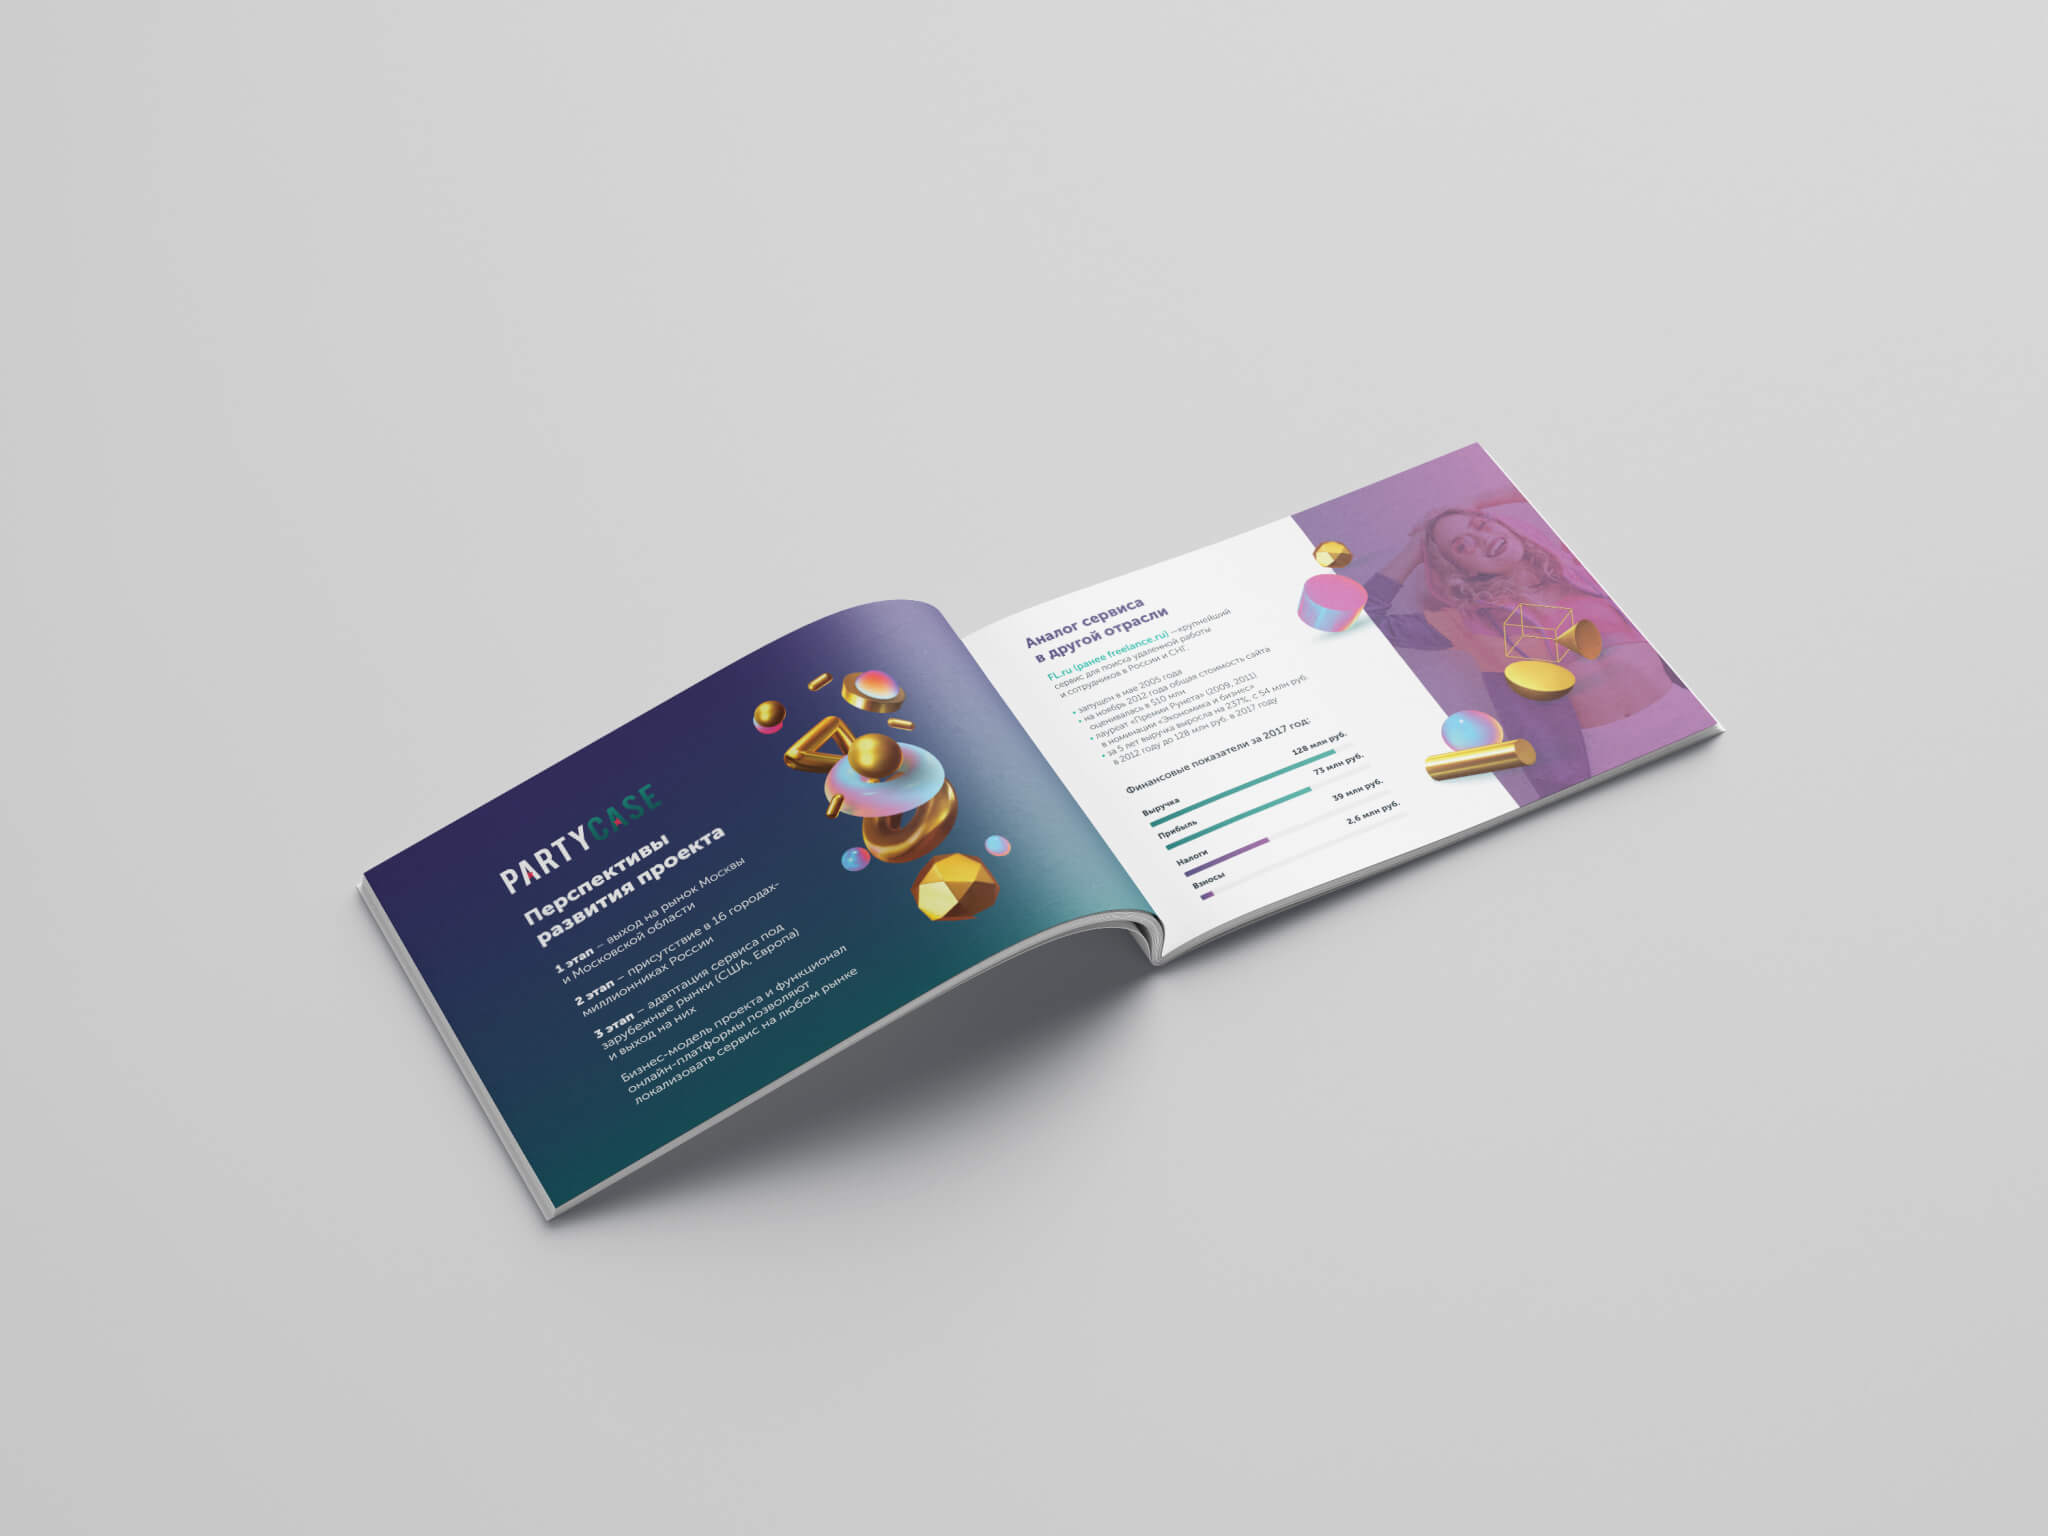 PARTYCASE
Перспективы
развития проекта
1 этап – выход на рынок Москвы
и Московской области
2 этап – присутствие в 16 городах-
миллионниках России
3 этап – адаптация сервиса под
зарубежные рынки (США, Европа)
и выход на них
Бизнес-модель проекта и функционал
онлайн-платформы позволяют
локализовать сервис на любом рынке
Аналог сервиса
в другой отрасли
FL.ru (ранее freelance.ru) —крупнейший
сервис для поиска удаленной работы
и сотрудников в России и СНГ.
• запущен в мае 2005 года
• на ноябрь 2012 года общая стоимость сайта
оценивалась в $10 млн
• лауреат «Премии Рунета» (2009, 2011)
в номинации «Экономика и бизнес»
• за 5 лет выручка выросла на 237%, с 54 млн руб.
в 2012 году до 128 млн руб. в 2017 году
Финансовые показатели за 2017 год:
Выручка 128 млн руб.
Прибыль 73 млн руб.
Налоги 39 млн руб.
Взносы 2,6 млн руб.